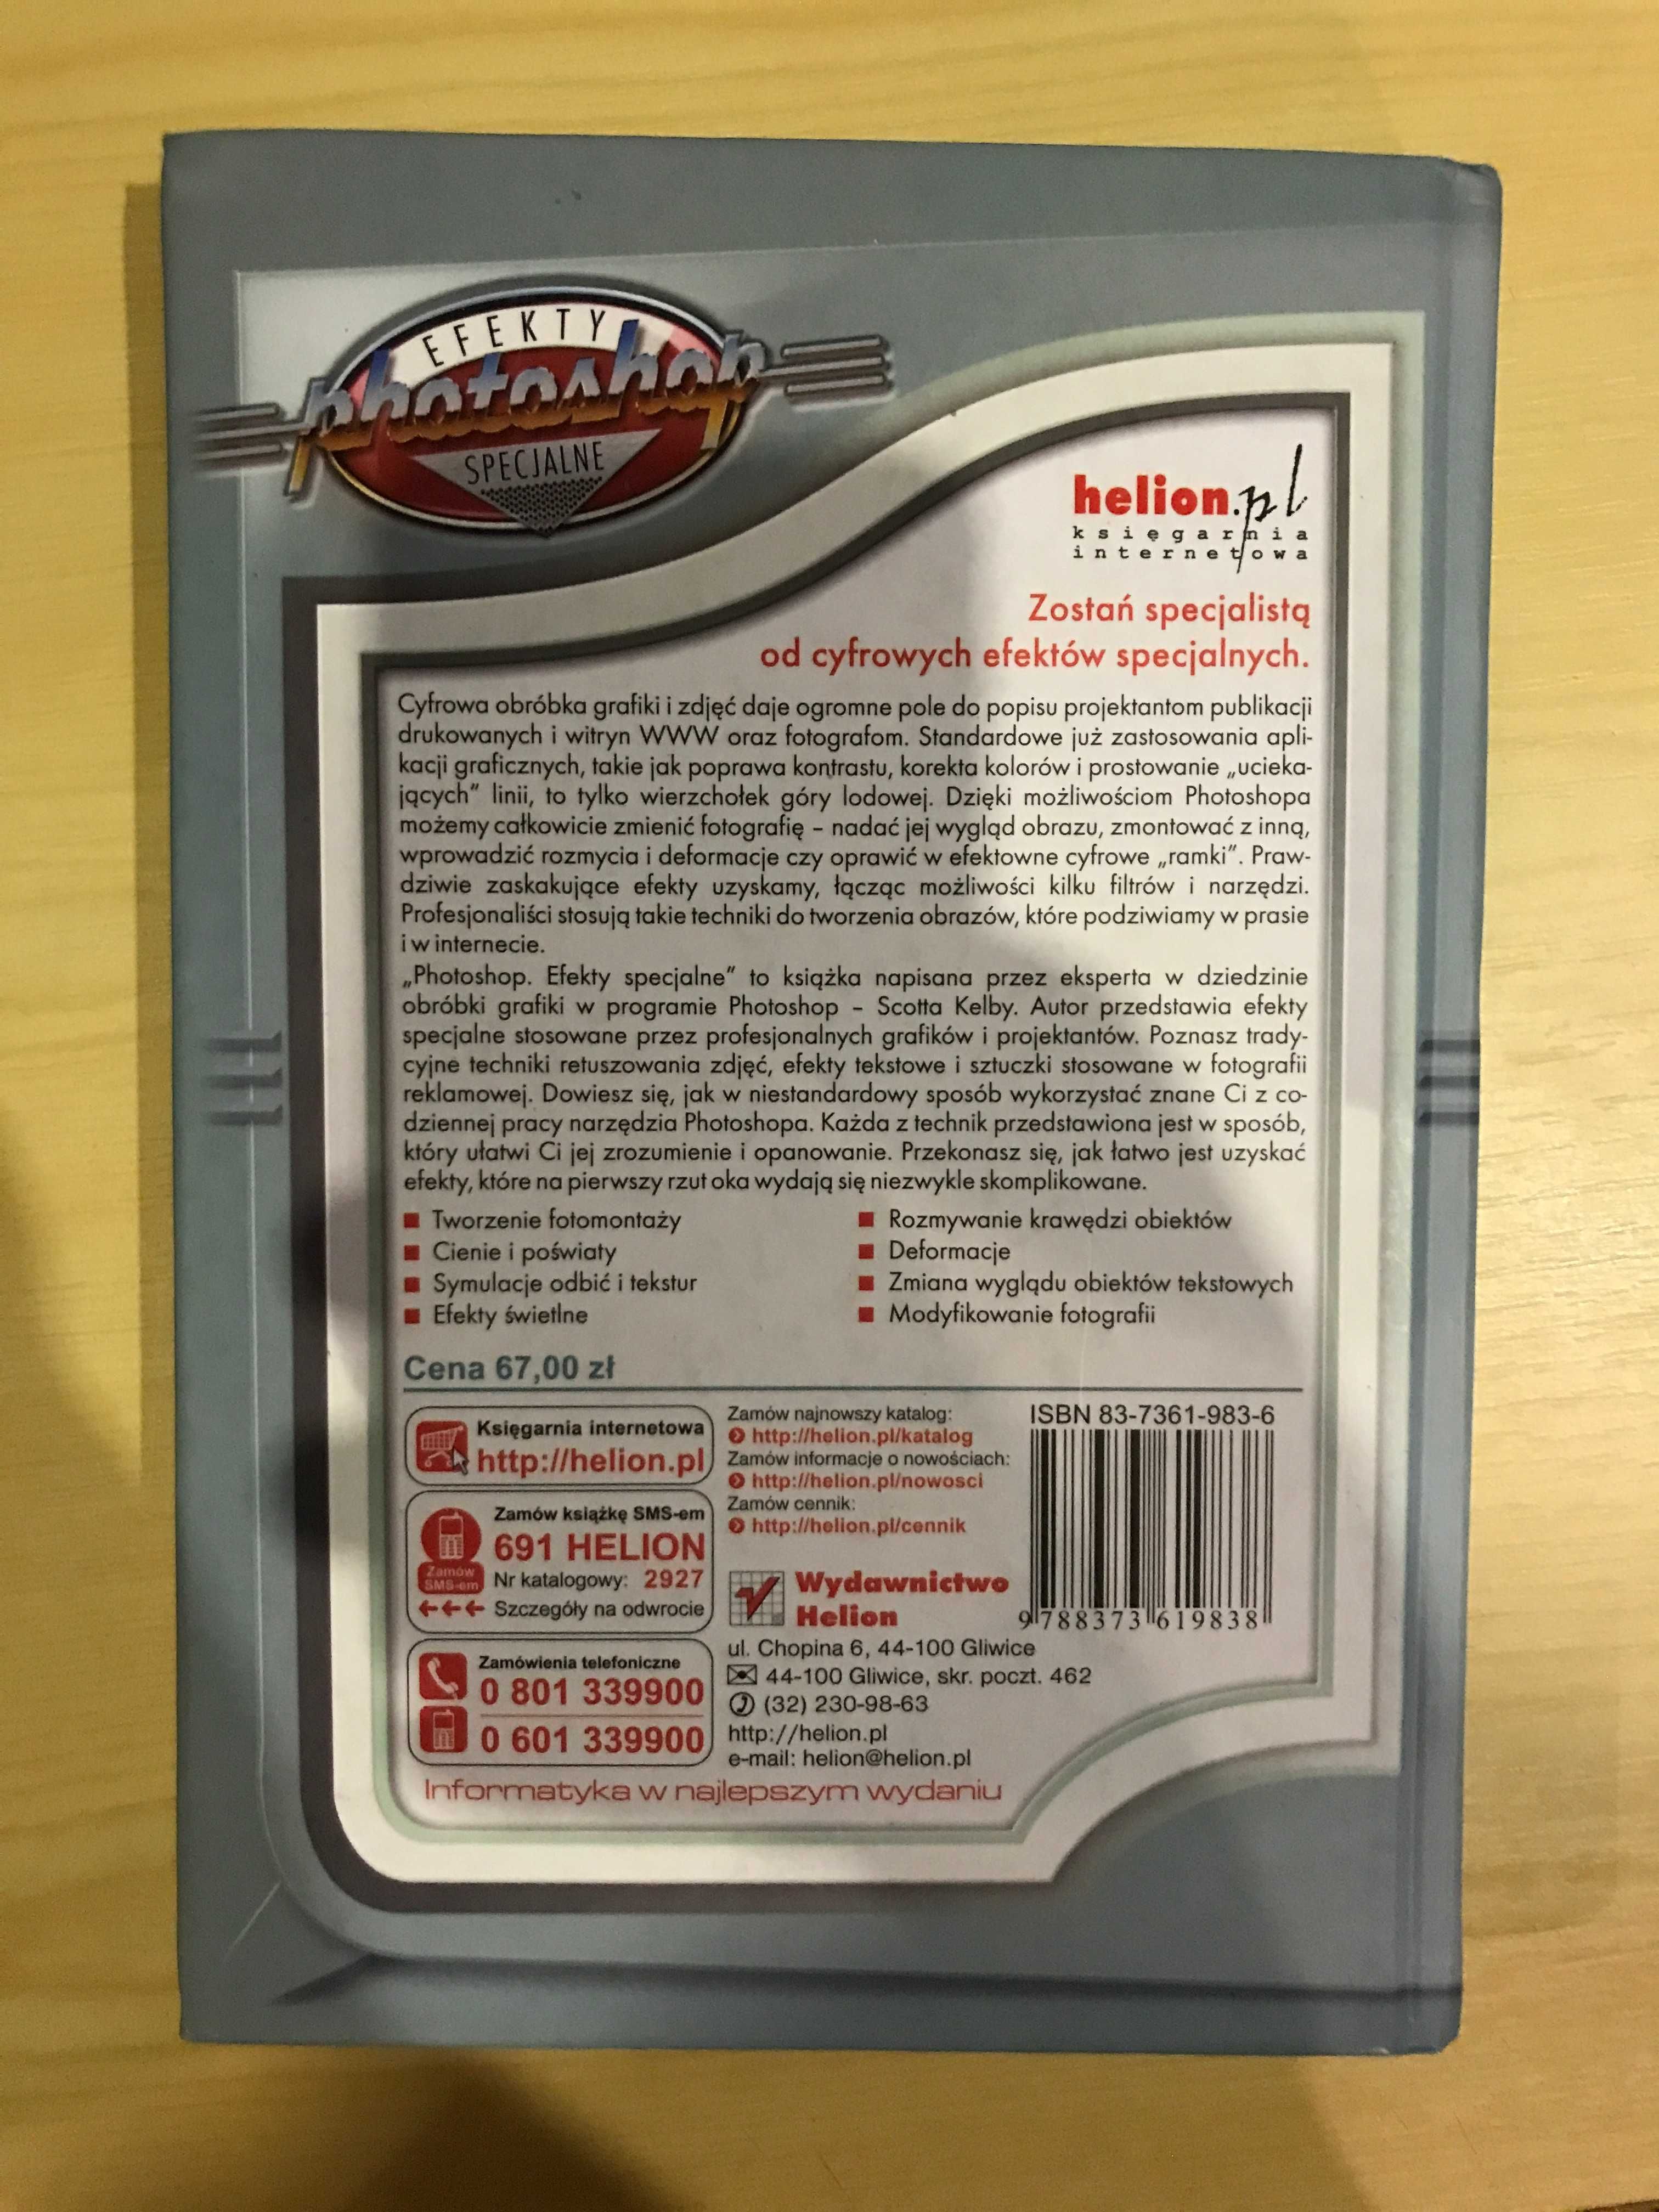 EFEKTY
photoshop
SPECJALNE
helion.pl
księgarnia
internetowa
Zostań specjalistą
od cyfrowych efektów specjalnych.
Cyfrowa obróbka grafiki i zdjęć daje ogromne pole do popisu projektantom publikacji
drukowanych i witryn WWW oraz fotografom. Standardowe już zastosowania apli-
kacji graficznych, takie jak poprawa kontrastu, korekta kolorów i prostowanie „ucieka-
jących” linii, to tylko wierzchołek góry lodowej. Dzięki możliwościom Photoshopa
możemy całkowicie zmienić fotografię – nadać jej wygląd obrazu, zmontować z inną,
wprowadzić rozmycia i deformacje czy oprawić w efektowne cyfrowe „ramki”. Praw-
dziwie zaskakujące efekty uzyskamy, łącząc możliwości kilku filtrów i narzędzi.
Profesjonaliści stosują takie techniki do tworzenia obrazów, które podziwiamy w prasie
i w internecie.
„Photoshop. Efekty specjalne” to książka napisana przez eksperta w dziedzinie
obróbki grafiki w programie Photoshop – Scotta Kelby. Autor przedstawia efekty
specjalne stosowane przez profesjonalnych grafików i projektantów. Poznasz trady-
cyjne techniki retuszowania zdjęć, efekty tekstowe i sztuczki stosowane w fotografii
reklamowej. Dowiesz się, jak w niestandardowy sposób wykorzystać znane Ci z co-
dziennej pracy narzędzia Photoshopa. Każda z technik przedstawiona jest w sposób,
który ułatwi Ci jej zrozumienie i opanowanie. Przekonasz się, jak łatwo jest uzyskać
efekty, które na pierwszy rzut oka wydają się niezwykle skomplikowane.
Tworzenie fotomontaży
Cienie i poświaty
Symulacje odbić i tekstur
Efekty świetlne
Rozmywanie krawędzi obiektów
Deformacje
Zmiana wyglądu obiektów tekstowych
Modyfikowanie fotografii
Cena 67,00 zł
Księgarnia internetowa
http://helion.pl
Zamów książkę SMS-em
691 HELION
Zamów
SMS-em
Nr katalogowy: 2927
Szczegóły na odwrocie
Zamówienia telefoniczne
0 801 339900
0 601 339900
Zamów najnowszy katalog:
http://helion.pl/katalog
Zamów informacje o nowościach:
http://helion.pl/nowosci
Zamów cennik:
http://helion.pl/cennik
Wydawnictwo
Helion
ul. Chopina 6, 44-100 Gliwice
44-100 Gliwice, skr. poczt. 462
(32) 230-98-63
http://helion.pl
e-mail: helion@helion.pl
ISBN 83-7361-983-6
9 788373 619838
Informatyka w najlepszym wydaniu